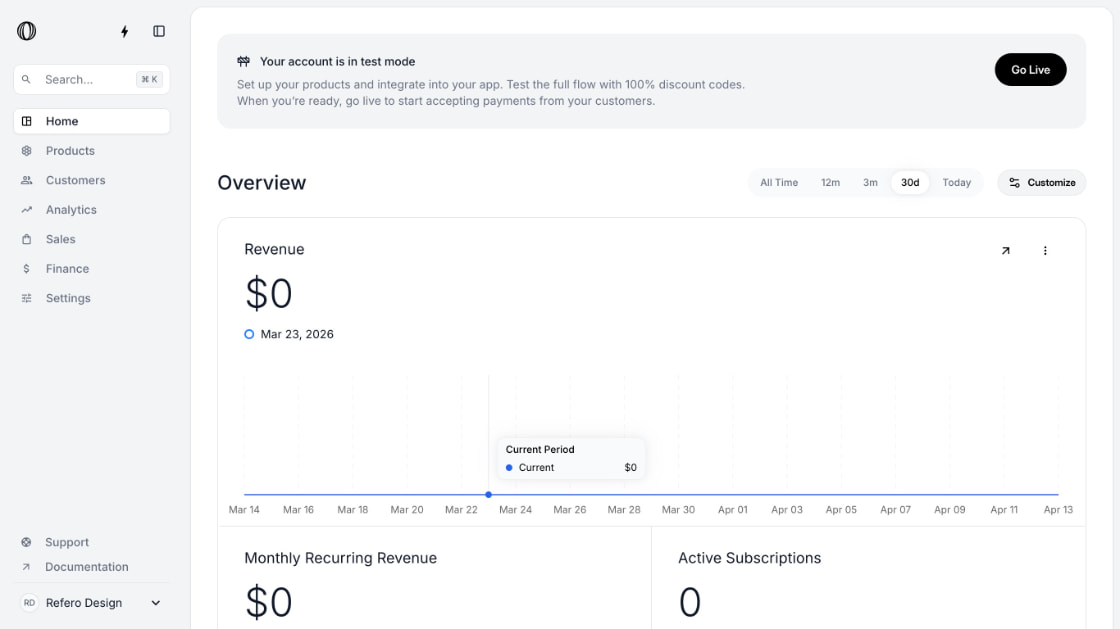 Search...
⌘ K
Home
Products
Customers
Analytics
Sales
Finance
Settings
Support
Documentation
RD
Refero Design
Your account is in test mode
Set up your products and integrate into your app. Test the full flow with 100% discount codes.
When you're ready, go live to start accepting payments from your customers.
Go Live
Overview
All Time 12m 3m 30d Today
Customize
Revenue
$0
Mar 23, 2026
Current Period
Current $0
Mar 14 Mar 16 Mar 18 Mar 20 Mar 22 Mar 24 Mar 26 Mar 28 Mar 30 Apr 01 Apr 03 Apr 05 Apr 07 Apr 09 Apr 11 Apr 13
Monthly Recurring Revenue
$0
Active Subscriptions
0